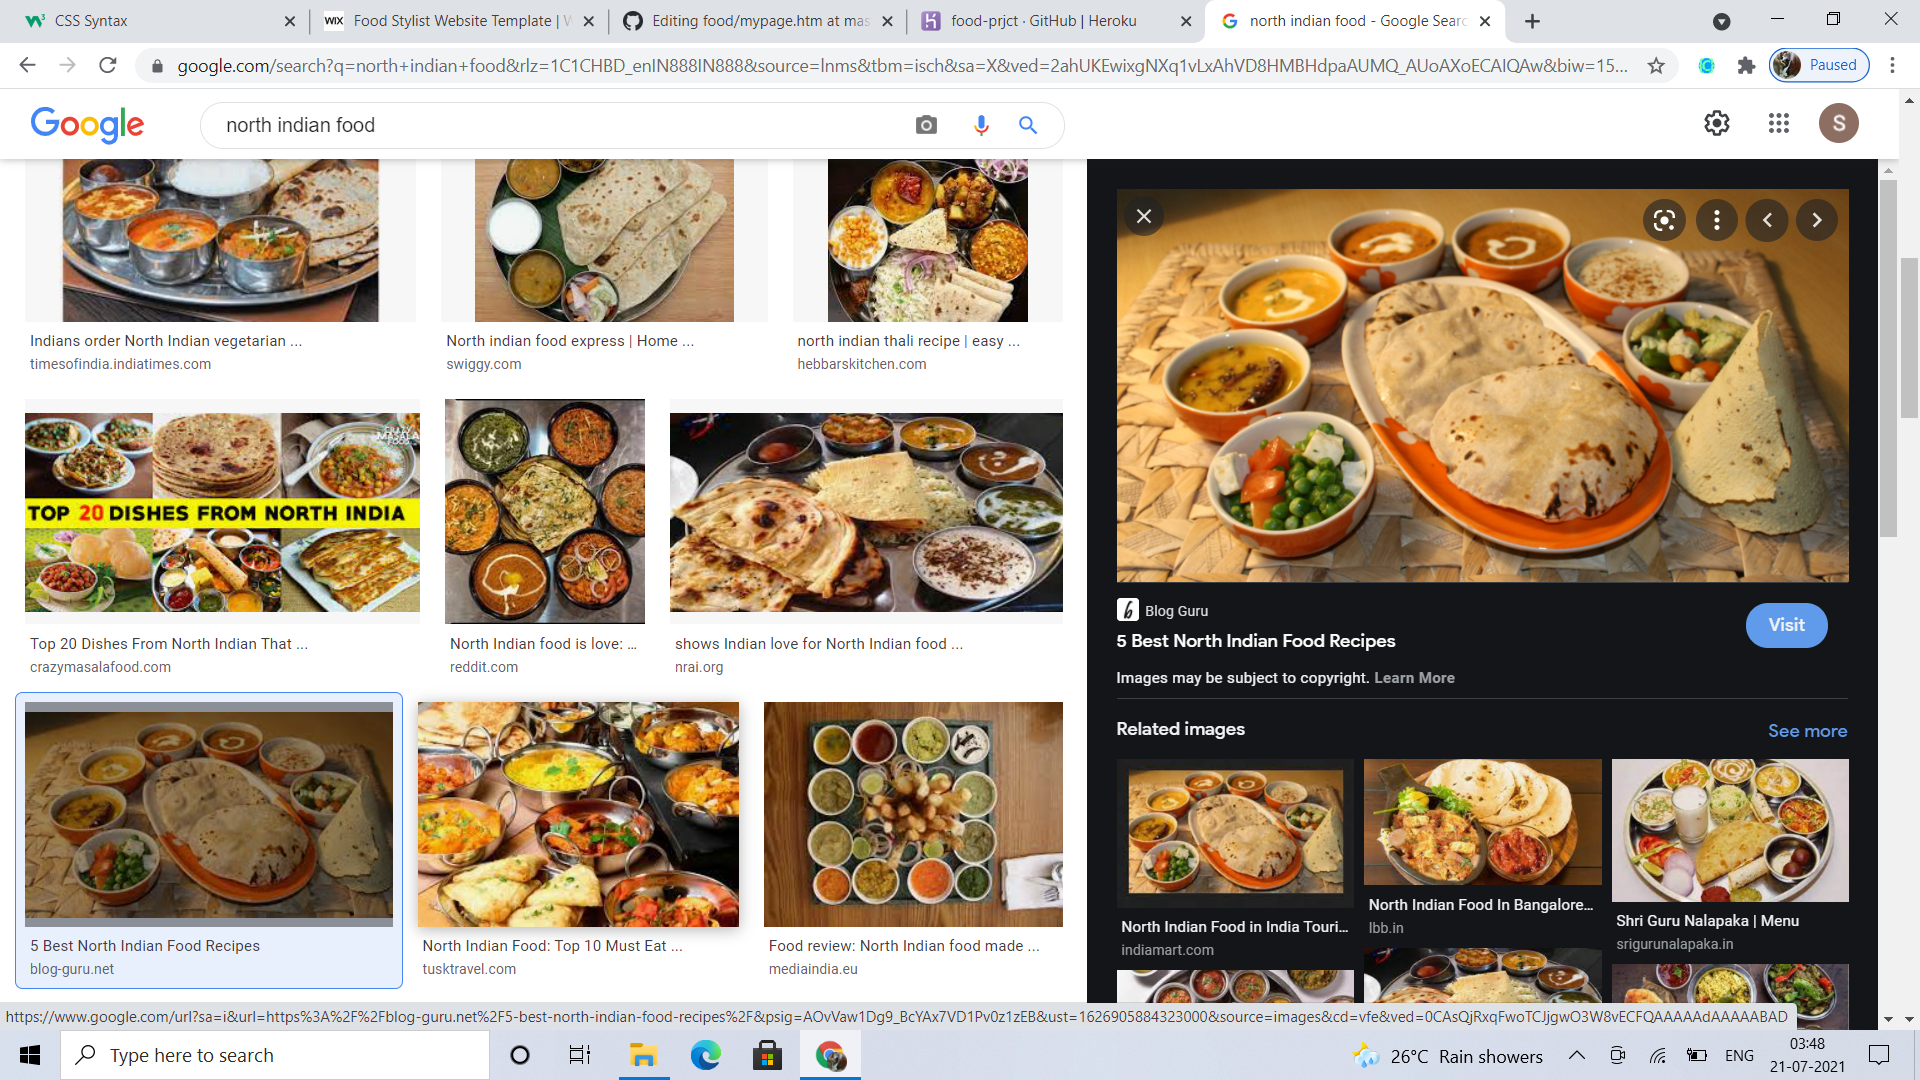 CSS Syntax
WIX Food Stylist Website Template | W
Editing food/mypage.htm at mas
food-prjct · GitHub | Heroku
north indian food - Google Searc
google.com/search?q=north+indian+food&rlz=1C1CHBD_enIN888IN888&source=lnms&tbm=isch&sa=X&ved=2ahUKEwixgNXq1vLxAhVD8HMBHdpaAUMQ_AUoAXoECAIQAw&biw=15...
Paused
Google
north indian food
S
Indians order North Indian vegetarian ...
timesofindia.indiatimes.com
North indian food express | Home ...
swiggy.com
north indian thali recipe | easy ...
hebbarskitchen.com
CRAZY
MASALA
FOOD
TOP 20 DISHES FROM NORTH INDIA
Top 20 Dishes From North Indian That ...
crazymasalafood.com
North Indian food is love: ...
reddit.com
shows Indian love for North Indian food ...
nrai.org
5 Best North Indian Food Recipes
blog-guru.net
North Indian Food: Top 10 Must Eat ...
tusktravel.com
Food review: North Indian food made ...
mediaindia.eu
b Blog Guru
5 Best North Indian Food Recipes
Visit
Images may be subject to copyright. Learn More
Related images
See more
North Indian Food in India Touri...
indiamart.com
North Indian Food In Bangalore...
lbb.in
Shri Guru Nalapaka | Menu
srigurunalapaka.in
https://www.google.com/url?sa=i&url=https%3A%2F%2Fblog-guru.net%2F5-best-north-indian-food-recipes%2F&psig=AOvVaw1Dg9_BcYAx7VD1Pv0z1zEB&ust=1626905884323000&source=images&cd=vfe&ved=0CAsQjRxqFwoTCJjgwO3W8vECFQAAAAAdAAAAABAD
Type here to search
26°C Rain showers
ENG
03:48
21-07-2021